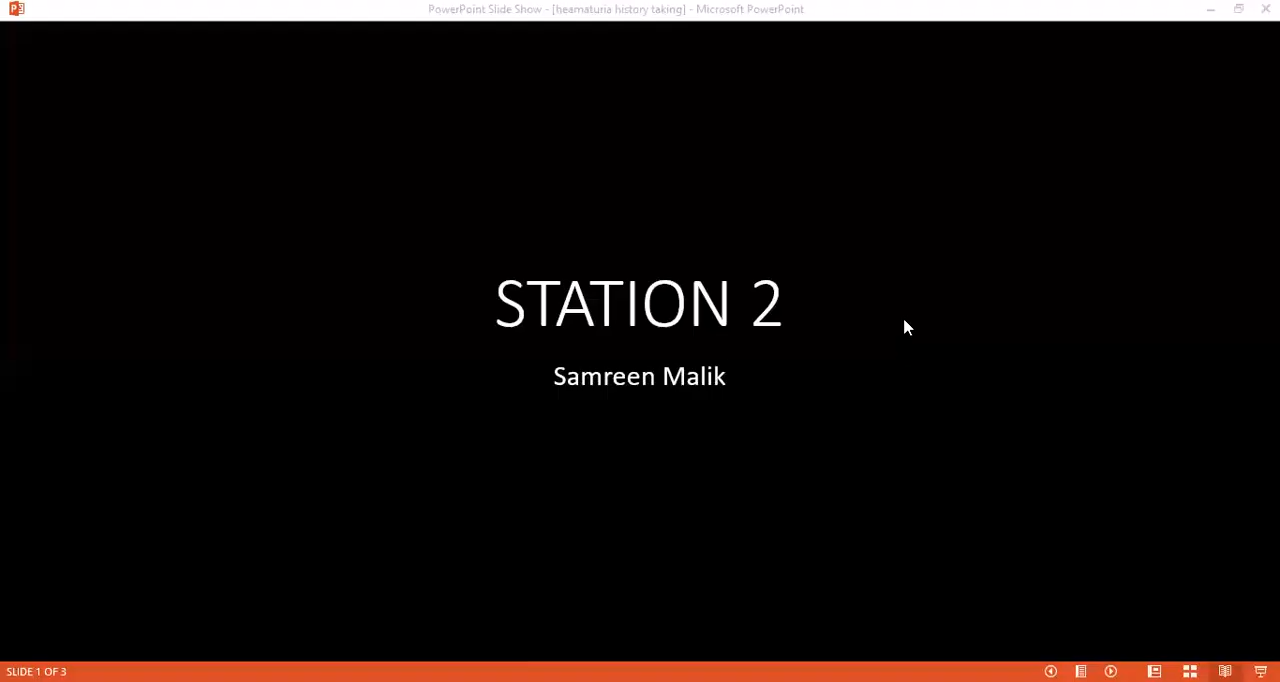 PowerPoint Slide Show - [heamaturia history taking] - Microsoft PowerPoint
STATION 2
Samreen Malik
SLIDE 1 OF 3